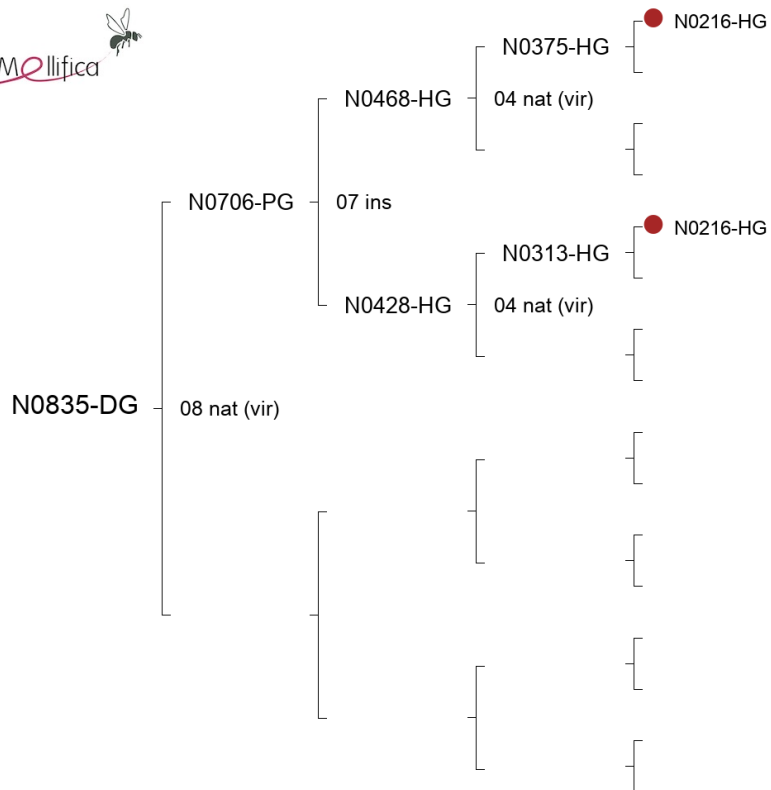 Mellifica
N0216-HG
N0375-HG
N0468-HG
04 nat (vir)
N0706-PG
07 ins
N0216-HG
N0313-HG
N0428-HG
04 nat (vir)
N0835-DG
08 nat (vir)